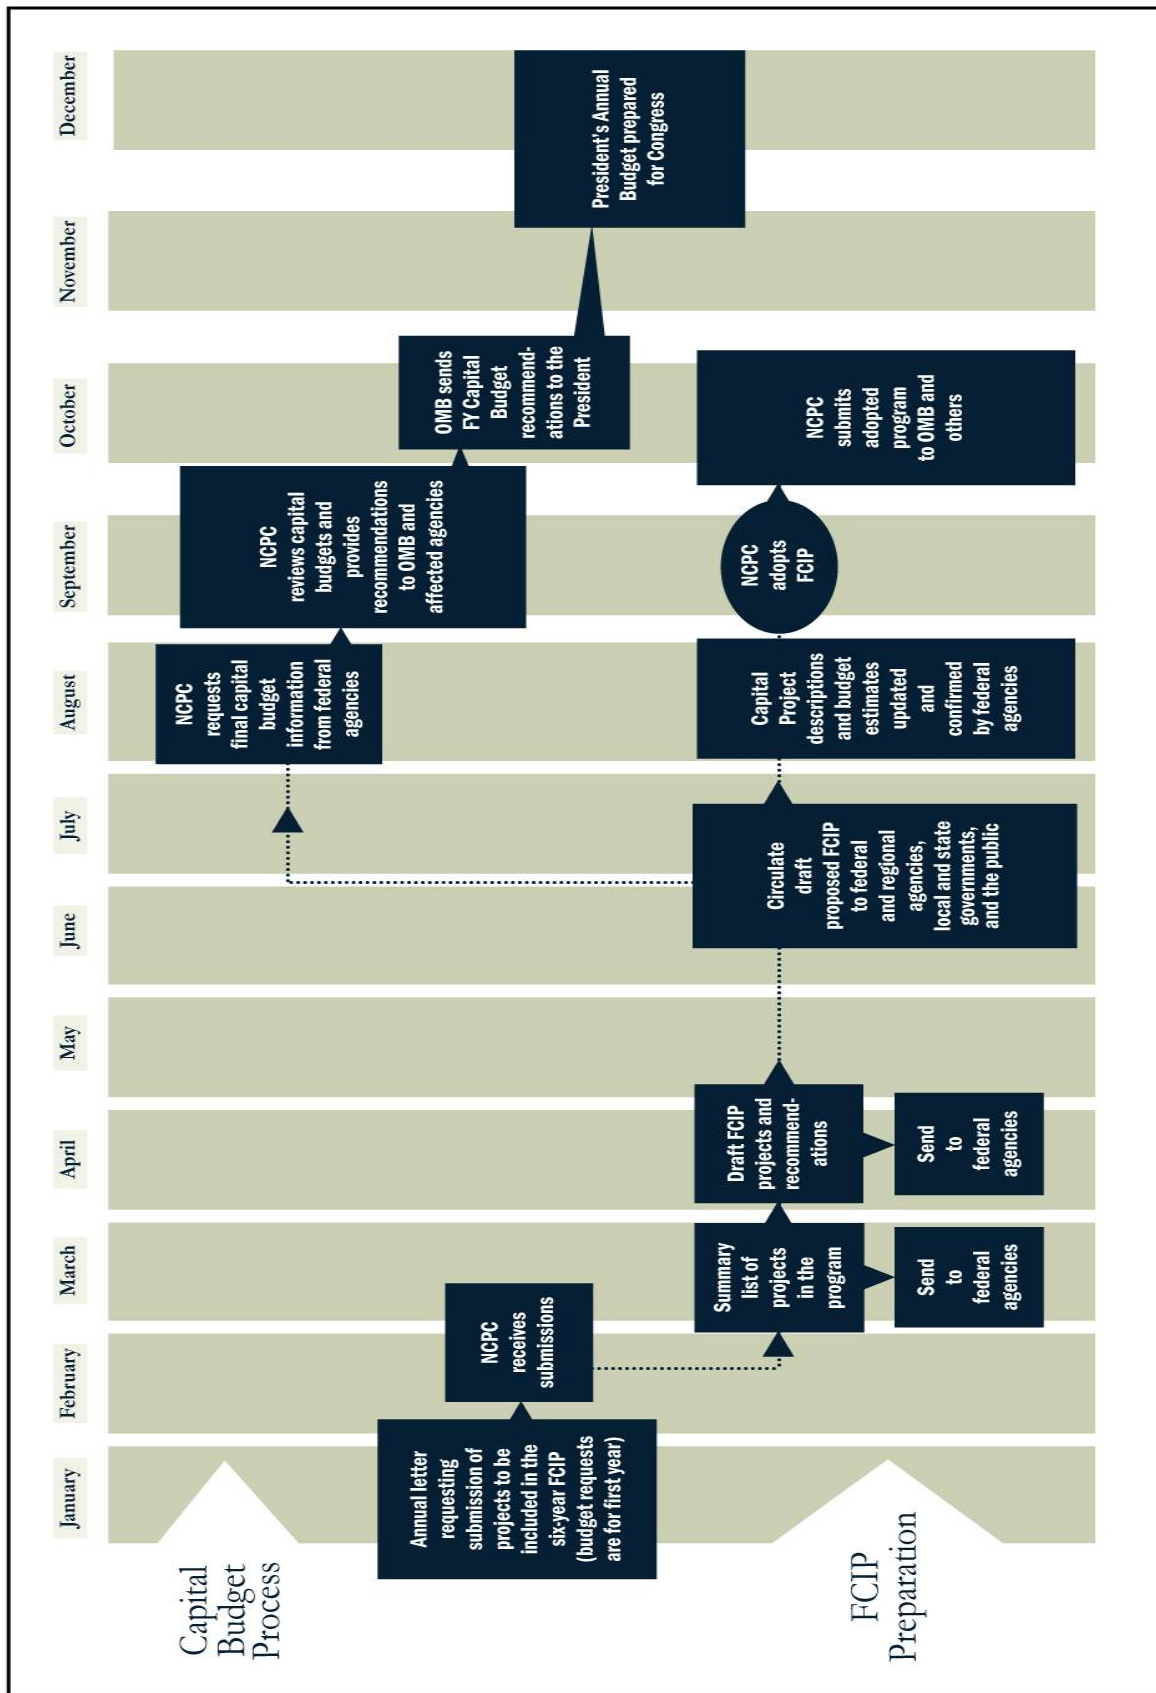 January
February
March
April
May
June
July
August
September
October
November
December
Capital
Budget
Process
NCPC
requests
final capital
budget
information
from federal
agencies
NCPC
reviews capital
budgets and
provides
recommendations
to OMB and
affected agencies
OMB sends
FY Capital
Budget
recommend-
ations to the
President
President's Annual
Budget prepared
for Congress
Annual letter
requesting
submission of
projects to be
included in the
six-year FCIP
(budget requests
are for first year)
NCPC
receives
submissions
FCIP
Preparation
Summary
list of
projects
in the
program
Send
to
federal
agencies
Draft FCIP
projects and
recommend-
ations
Send
to
federal
agencies
Circulate
draft
proposed FCIP
to federal
and regional
agencies,
local and state
governments,
and the public
Capital
Project
descriptions
and budget
estimates
updated
and
confirmed
by federal
agencies
NCPC
adopts
FCIP
NCPC
submits
adopted
program
to OMB and
others